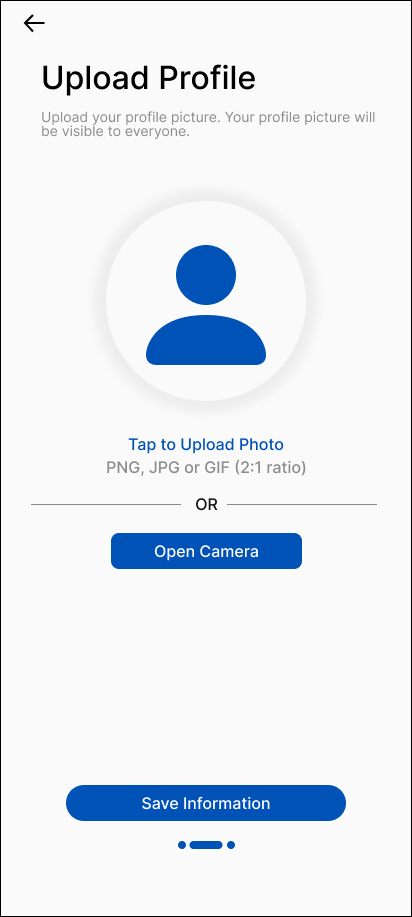 Upload Profile
Upload your profile picture. Your profile picture will
be visible to everyone.
Tap to Upload Photo
PNG, JPG or GIF (2:1 ratio)
OR
Open Camera
Save Information